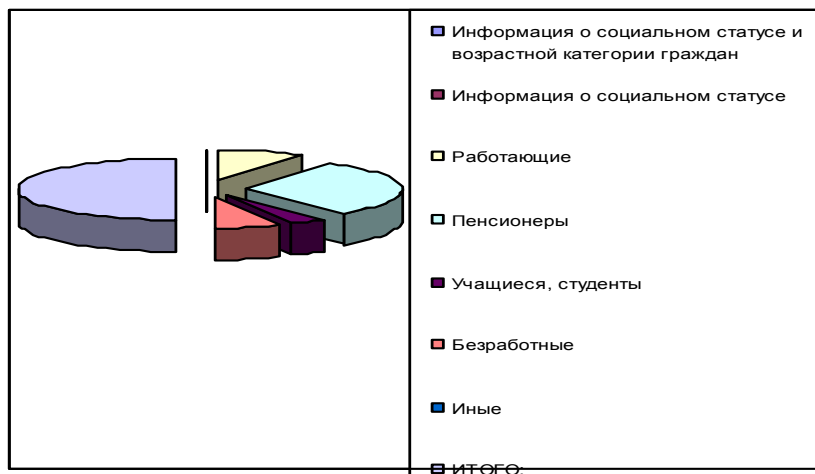 Информация о социальном статусе и
возрастной категории граждан
Информация о социальном статусе
Работающие
Пенсионеры
Учащиеся, студенты
Безработные
Иные
ИТОГО: